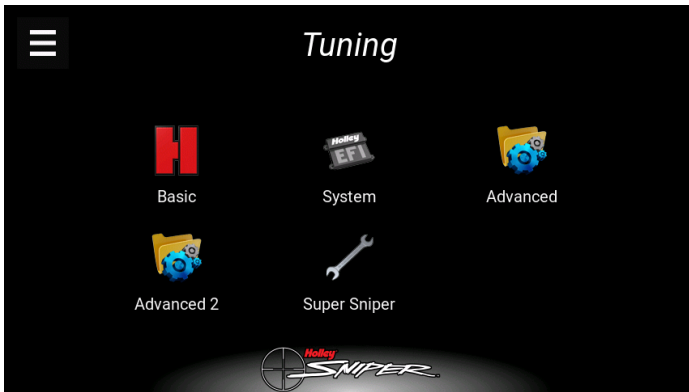 Tuning
Holley
EFI
Basic
System
Advanced
Advanced 2
Super Sniper
Holley
SNIPER